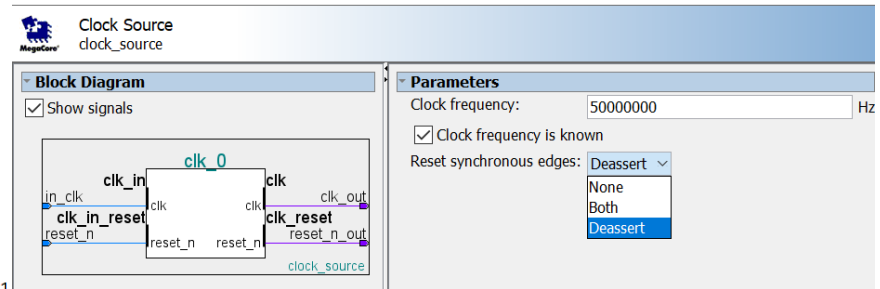 Clock Source
clock_source
MegaCore'
Block Diagram
Show signals
clk_0
clk_in
clk
in_clk
clk_out
clk
clk
clk_in_reset
clk_reset
reset_n
reset_n_out
reset_n
reset_n
clock_source
Parameters
Clock frequency: 50000000 Hz
Clock frequency is known
Reset synchronous edges: Deassert
None
Both
Deassert
1